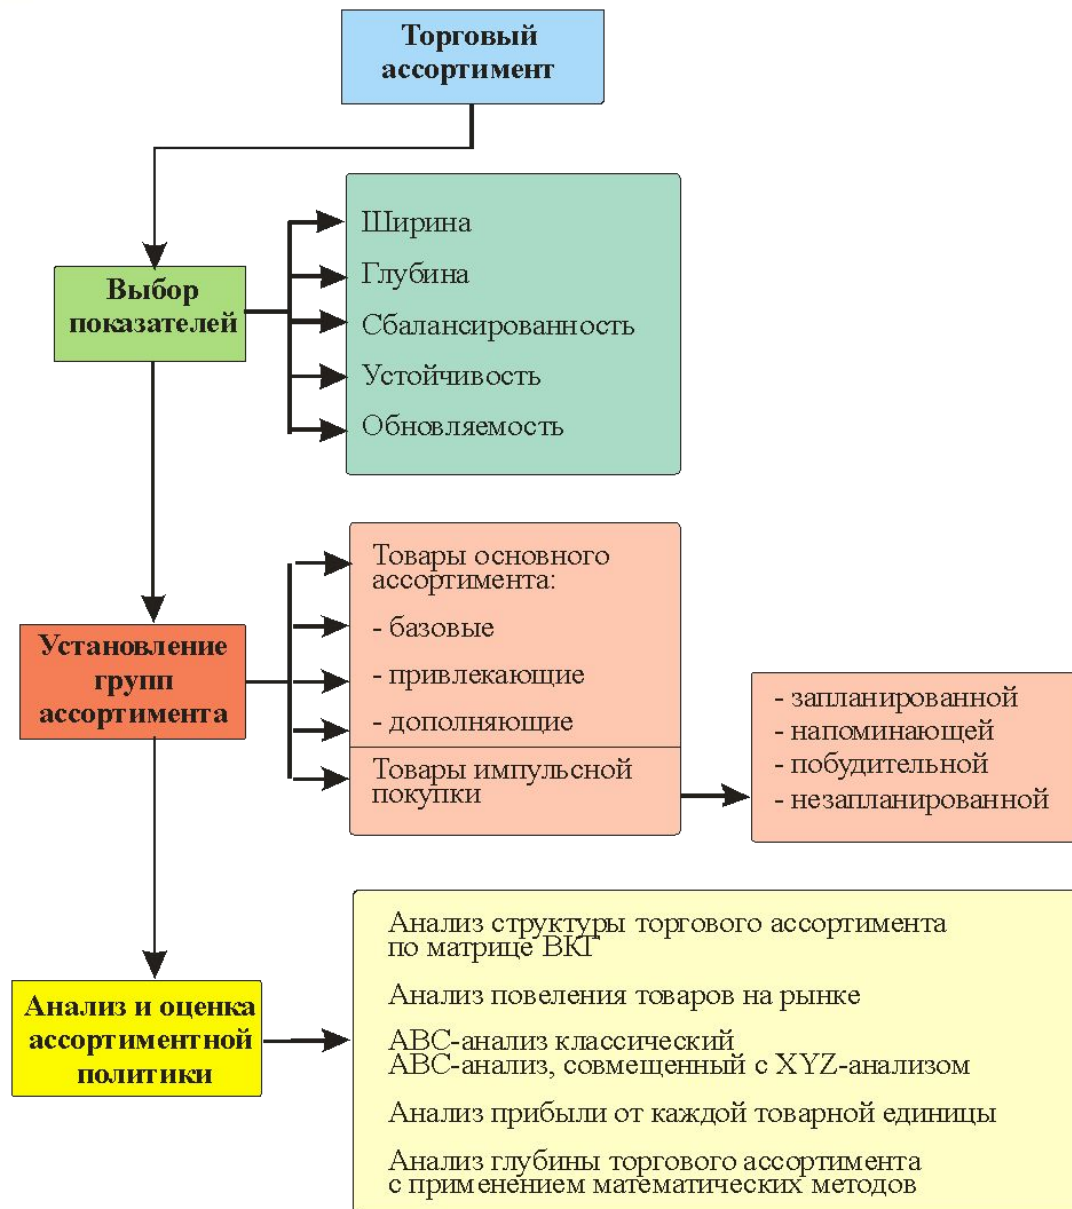 Торговый
ассортимент
Выбор
показателей
Ширина
Глубина
Сбалансированность
Устойчивость
Обновляемость
Установление
групп
ассортимента
Товары основного
ассортимента:
- базовые
- привлекающие
- дополняющие
Товары импульсной
покупки
- запланированной
- напоминающей
- побудительной
- незапланированной
Анализ и оценка
ассортиментной
политики
Анализ структуры торгового ассортимента
по матрице ВКГ
Анализ повеления товаров на рынке
АВС-анализ классический
АВС-анализ, совмещенный с XYZ-анализом
Анализ прибыли от каждой товарной единицы
Анализ глубины торгового ассортимента
с применением математических методов